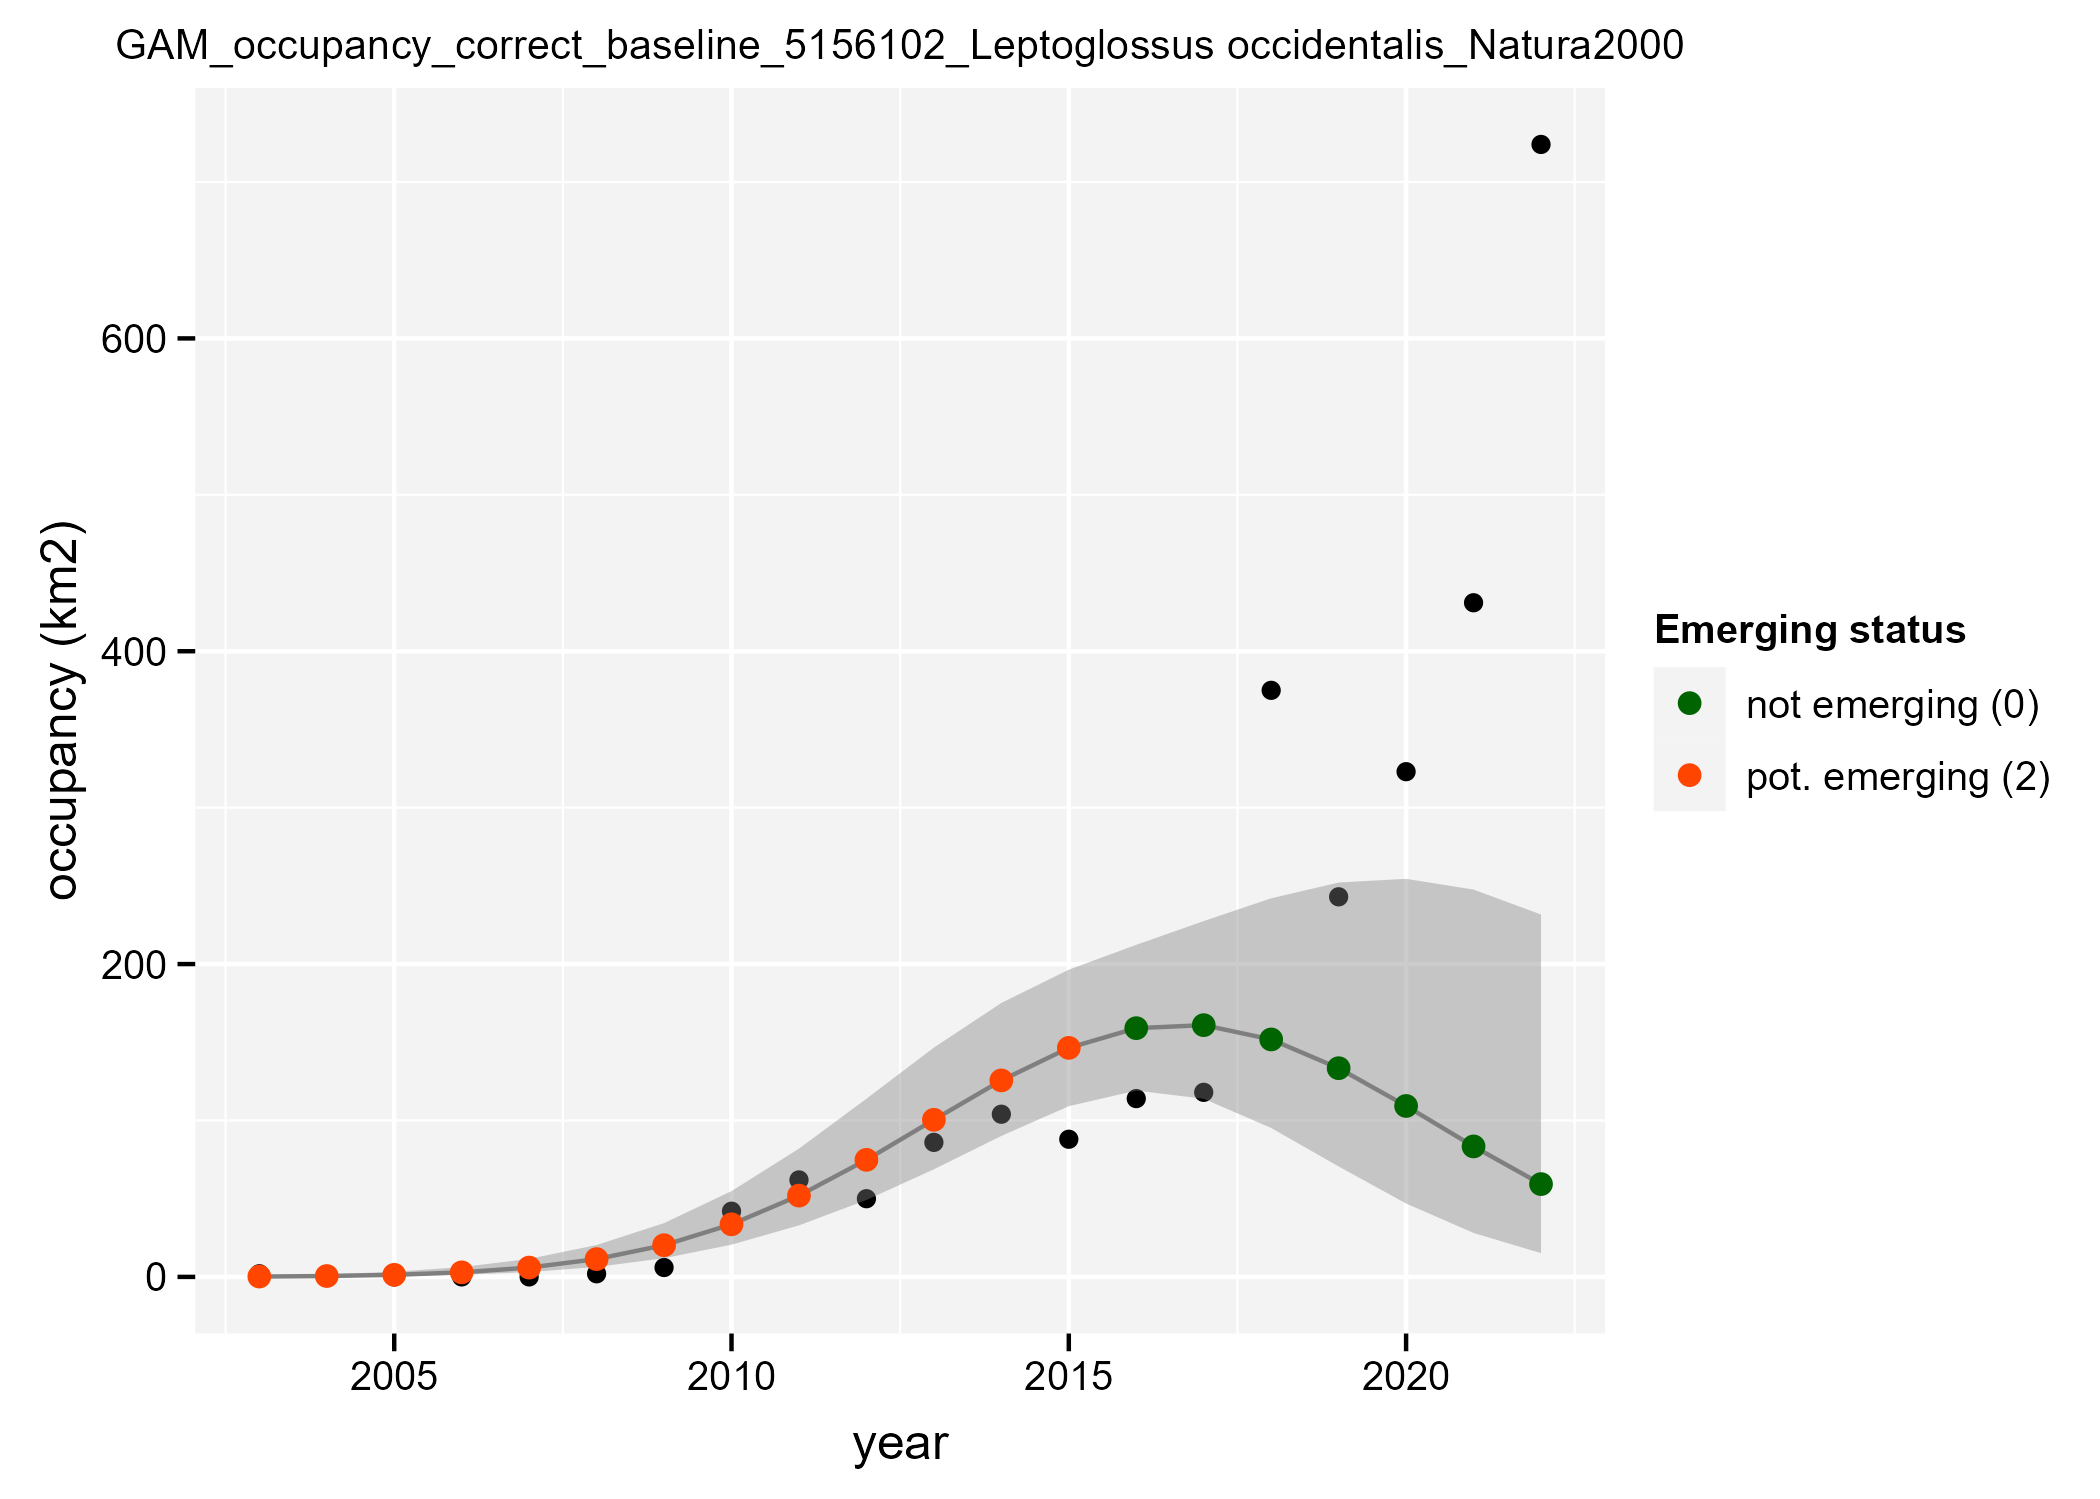 GAM_occupancy_correct_baseline_5156102_Leptoglossus occidentalis_Natura2000
occupancy (km2)
600
400
200
0
2005 2010 2015 2020
year
Emerging status
not emerging (0)
pot. emerging (2)